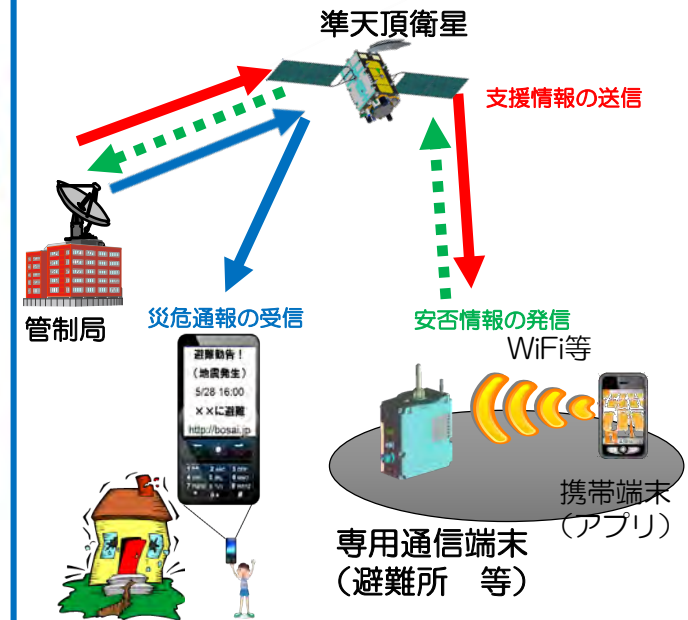 準天頂衛星
支援情報の送信
管制局
災危通報の受信
安否情報の発信
WiFi等
避難勧告！
（地震発生）
5/28 16:00
××に避難
http://bosai.jp
携帯端末
（アプリ）
専用通信端末
（避難所　等）